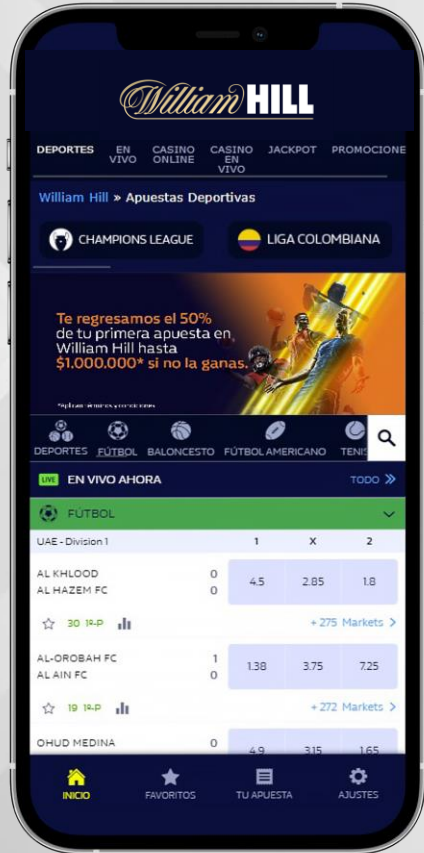 William HILL
DEPORTES EN VIVO CASINO ONLINE CASINO EN VIVO JACKPOT PROMOCIONE
William Hill » Apuestas Deportivas
CHAMPIONS LEAGUE LIGA COLOMBIANA
Te regresamos el 50%
de tu primera apuesta en
William Hill hasta
$1.000.000* si no la ganas.
*Aplican términos y condiciones
DEPORTES FÚTBOL BALONCESTO FÚTBOL AMERICANO TENIS
LIVE EN VIVO AHORA TODO »
FÚTBOL
UAE - Division 1 1 X 2
AL KHLOOD 0
AL HAZEM FC 0
4.5 2.85 1.8
30 1ª-P + 275 Markets >
AL-OROBAH FC 1
AL AIN FC 0
1.38 3.75 7.25
19 1ª-P + 272 Markets >
OHUD MEDINA 0
4.9 3.15 1.65
INICIO FAVORITOS TU APUESTA AJUSTES